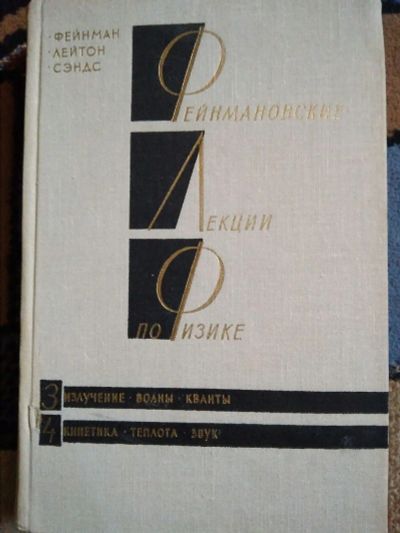 · ФЕЙНМАН
· ЛЕЙТОН
· СЭНДС
ФЕЙНМАНОВСКИЕ
ЛЕКЦИИ
ПО ФИЗИКЕ
3 ИЗЛУЧЕНИЕ · ВОЛНЫ · КВАНТЫ
4 КИНЕТИКА · ТЕПЛОТА · ЗВУК